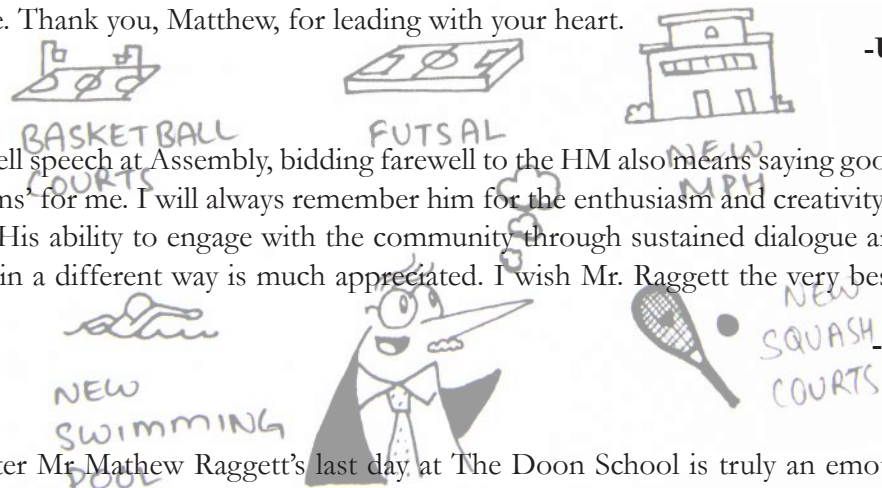 e. Thank you, Matthew, for leading with your heart.
-U
BASKETBALL
COURTS
FUTSAL
NEW
MPH
ell speech at Assembly, bidding farewell to the HM also means saying goo
ms’ for me. I will always remember him for the enthusiasm and creativity
His ability to engage with the community through sustained dialogue a
in a different way is much appreciated. I wish Mr. Raggett the very bes
NEW
SQUASH
COURTS
-
NEW
SWIMMING
POOL
ter Mr Mathew Raggett’s last day at The Doon School is truly an emo